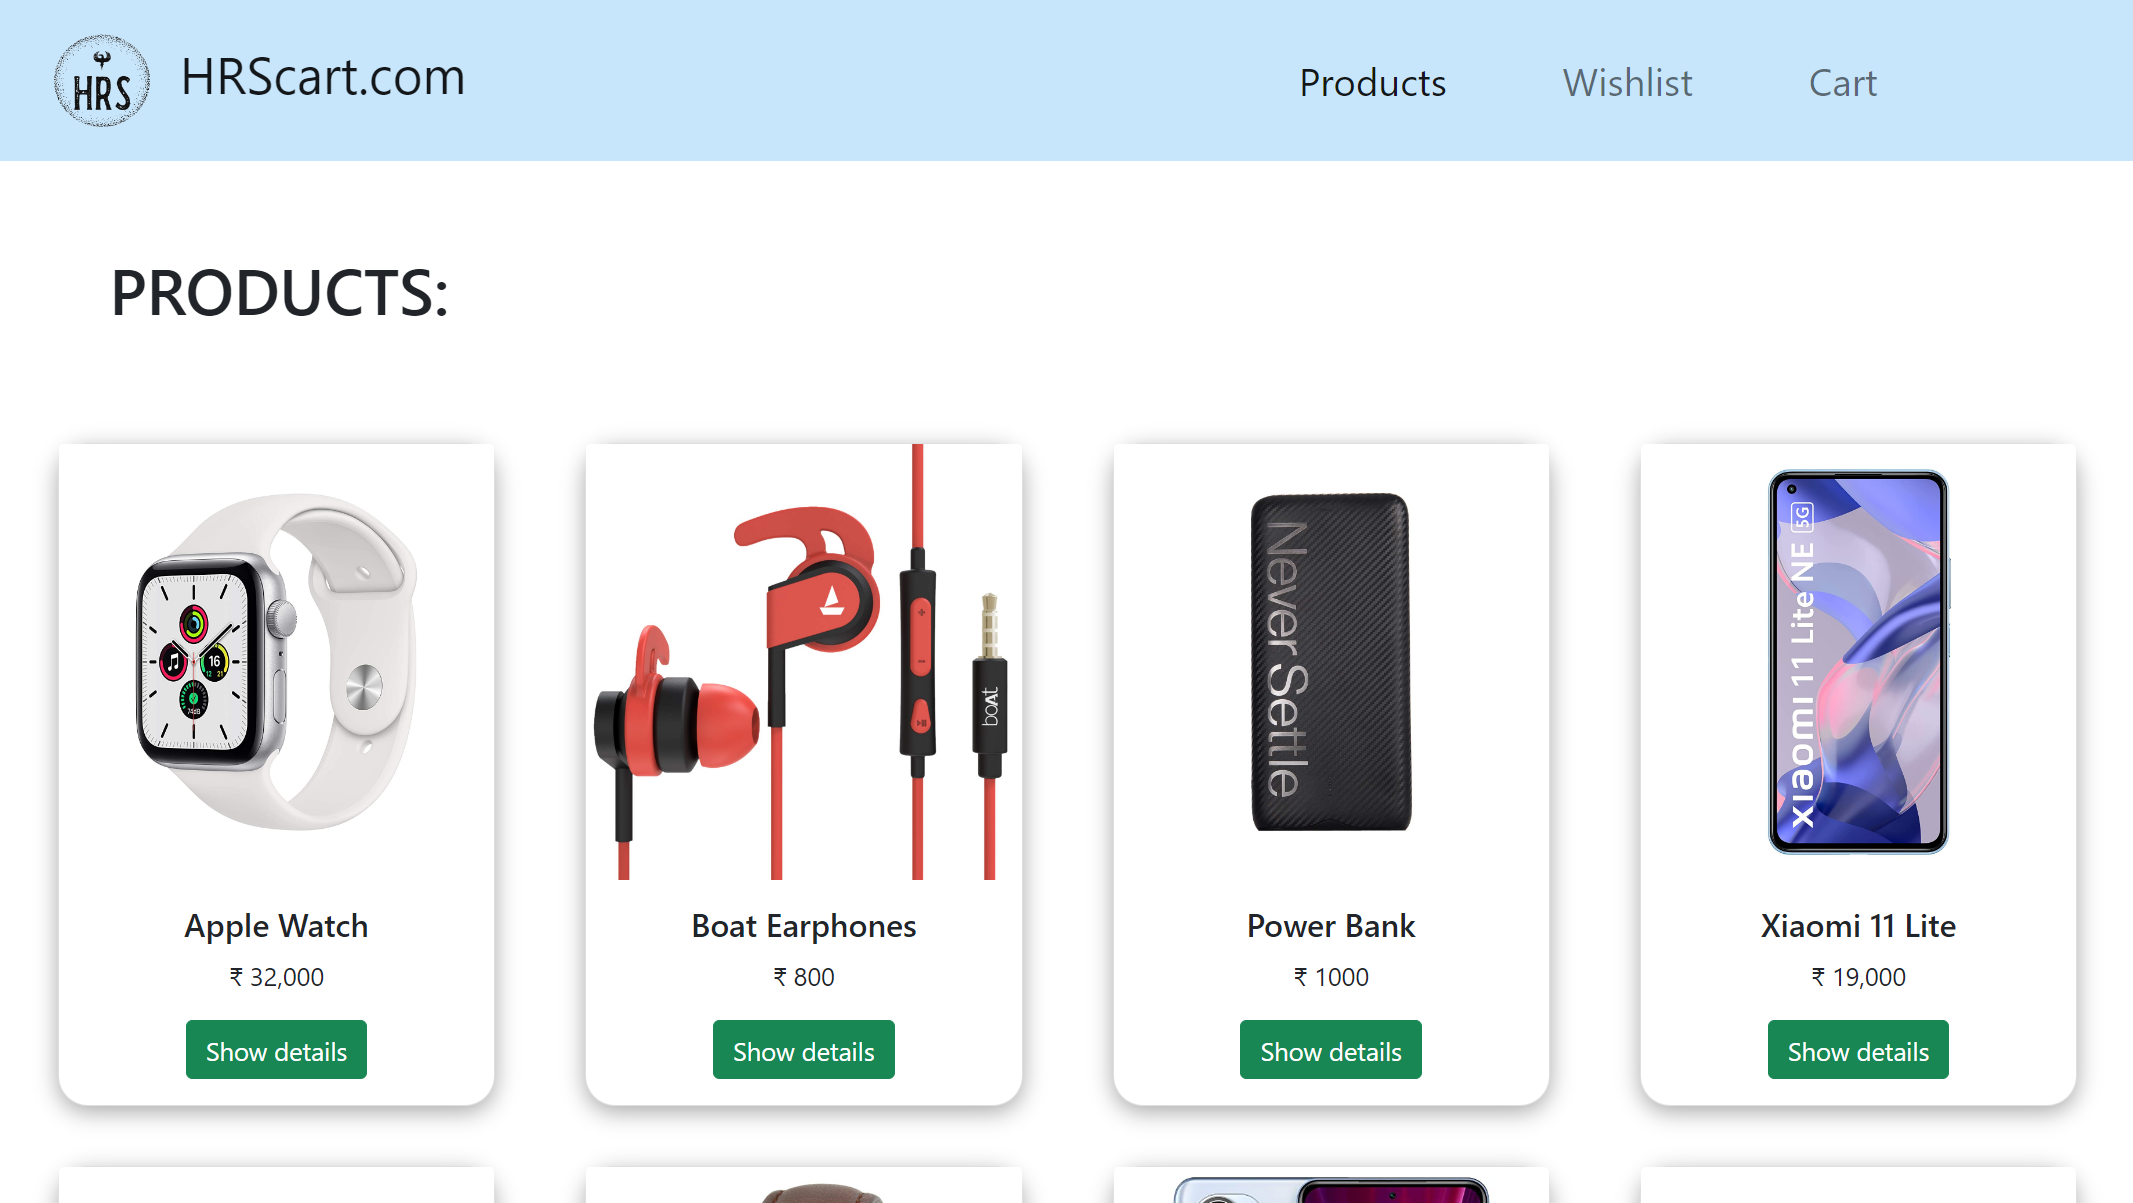 HRS
HRScart.com
Products
Wishlist
Cart
PRODUCTS:
16
boAt
Never Settle
xiaomi 11 Lite NE 5G
Apple Watch
Boat Earphones
Power Bank
Xiaomi 11 Lite
₹ 32,000
₹ 800
₹ 1000
₹ 19,000
Show details
Show details
Show details
Show details